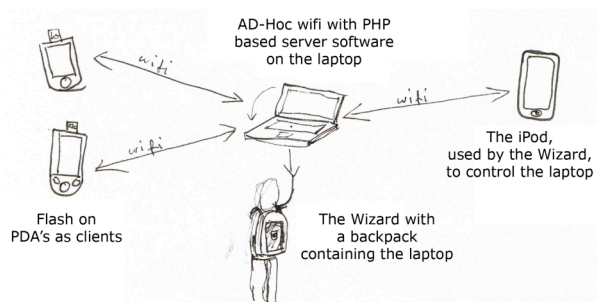 AD-Hoc wifi with PHP
based server software
on the laptop
wifi
wifi
wifi
The iPod,
used by the Wizard,
to control the laptop
Flash on
PDA's as clients
The Wizard with
a backpack
containing the laptop